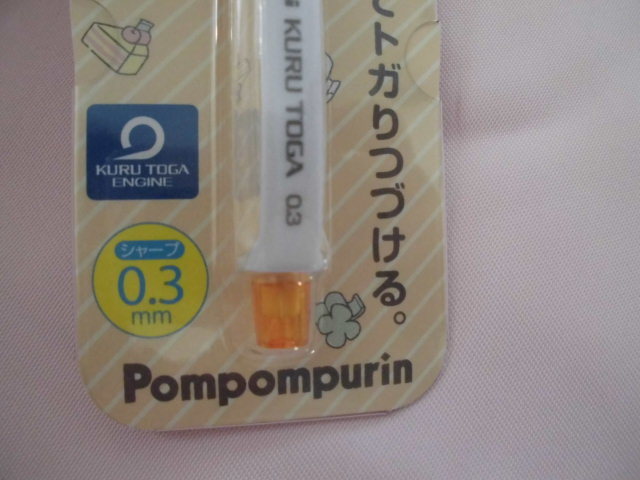 KURU TOGA 0.3
トガりつづける。
KURU TOGA
ENGINE
シャープ
0.3
mm
Pompompurin